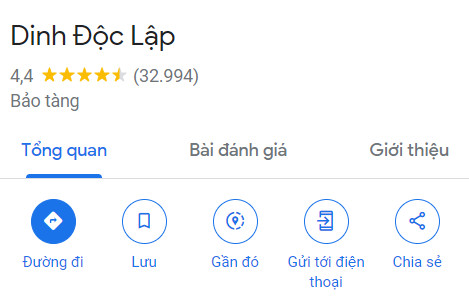 Dinh Độc Lập
4,4 (32.994)
Bảo tàng
Tổng quan Bài đánh giá Giới thiệu
Đường đi Lưu Gần đó Gửi tới điện Chia sẻ
thoại